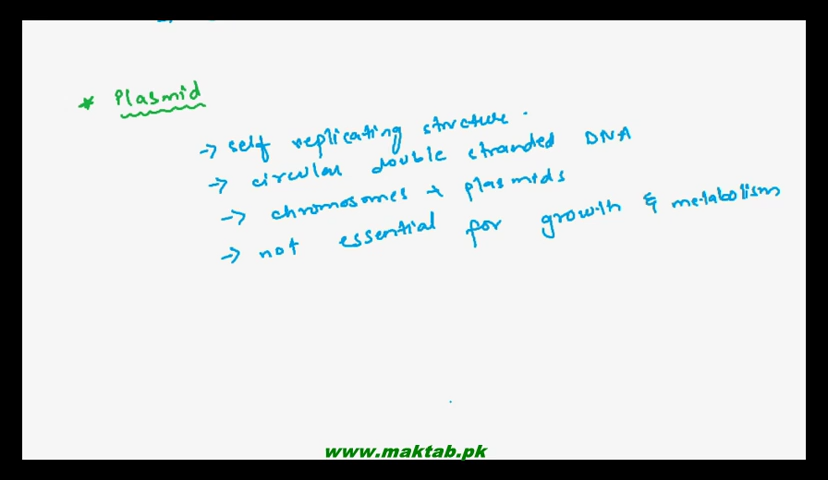 * Plasmid
→ self replicating structure.
→ circular double stranded DNA
→ chromosomes + plasmids
→ not essential for growth & metabolism
www.maktab.pk